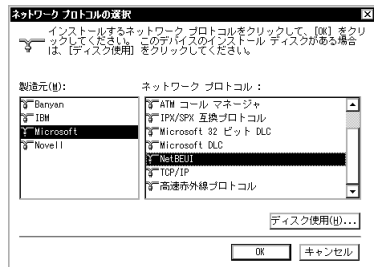 ネットワーク プロトコルの選択
インストールするネットワーク プロトコルをクリックして、[OK] をクリ
ックしてください。 このデバイスのインストール ディスクがある場合
は、[ディスク使用] をクリックしてください。
製造元(M):
ネットワーク プロトコル :
Banyan
IBM
Microsoft
Novell
ATM コール マネージャ
IPX/SPX 互換プロトコル
Microsoft 32 ビット DLC
Microsoft DLC
NetBEUI
TCP/IP
高速赤外線プロトコル
ディスク使用(H)...
OK
キャンセル